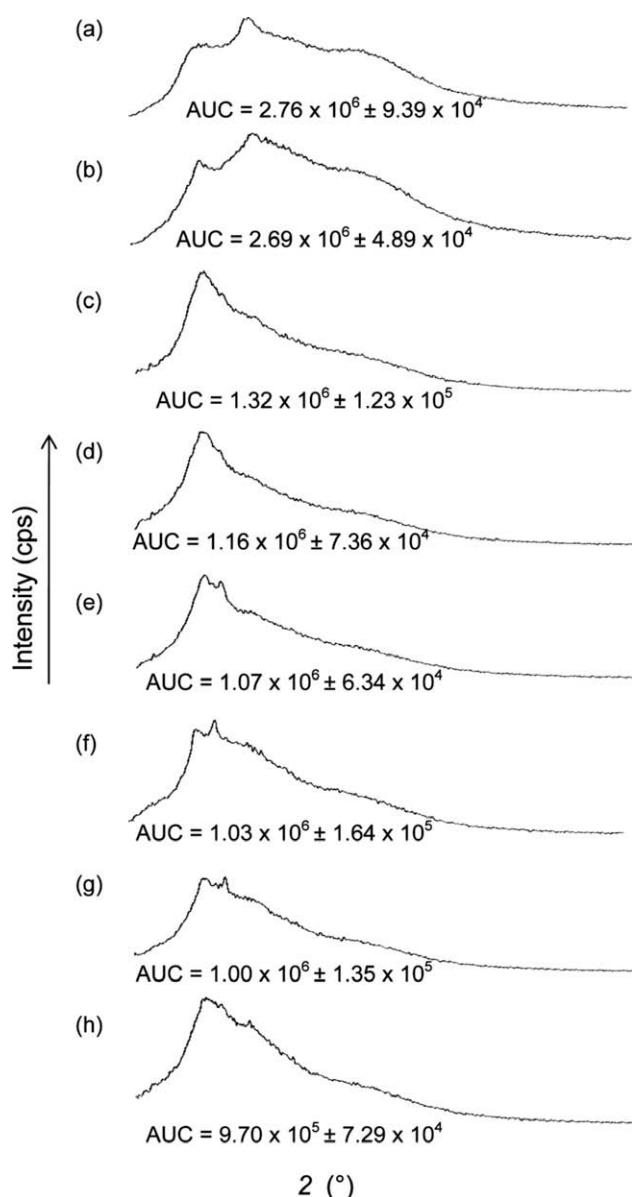 (a)
AUC = 2.76 x 10⁶ ± 9.39 x 10⁴
(b)
AUC = 2.69 x 10⁶ ± 4.89 x 10⁴
(c)
AUC = 1.32 x 10⁶ ± 1.23 x 10⁵
(d)
AUC = 1.16 x 10⁶ ± 7.36 x 10⁴
(e)
AUC = 1.07 x 10⁶ ± 6.34 x 10⁴
(f)
AUC = 1.03 x 10⁶ ± 1.64 x 10⁵
(g)
AUC = 1.00 x 10⁶ ± 1.35 x 10⁵
(h)
AUC = 9.70 x 10⁵ ± 7.29 x 10⁴
Intensity (cps)
2 (°)